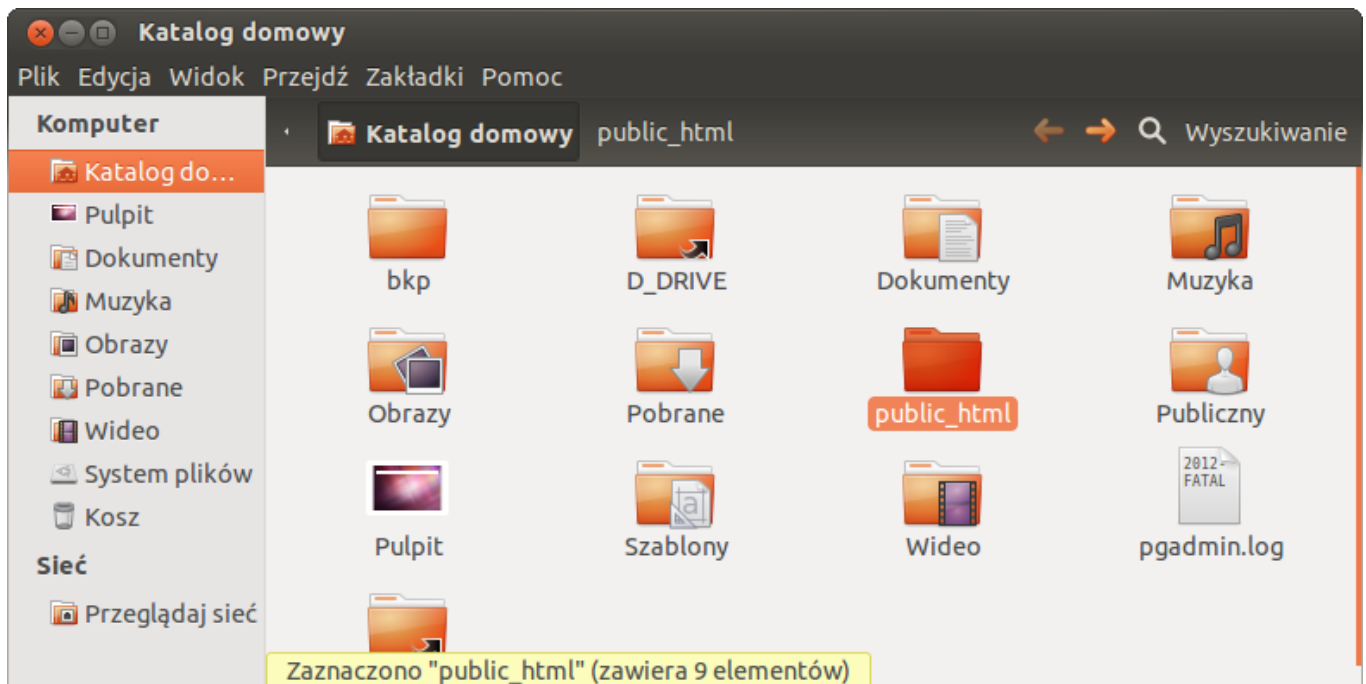 Katalog domowy
Plik Edycja Widok Przejdź Zakładki Pomoc
Komputer
Katalog do...
Pulpit
Dokumenty
Muzyka
Obrazy
Pobrane
Wideo
System plików
Kosz
Sieć
Przeglądaj sieć
Katalog domowy public_html Wyszukiwanie
bkp D_DRIVE Dokumenty Muzyka
Obrazy Pobrane public_html Publiczny
2012-
FATAL
Pulpit Szablony Wideo pgadmin.log
Zaznaczono "public_html" (zawiera 9 elementów)